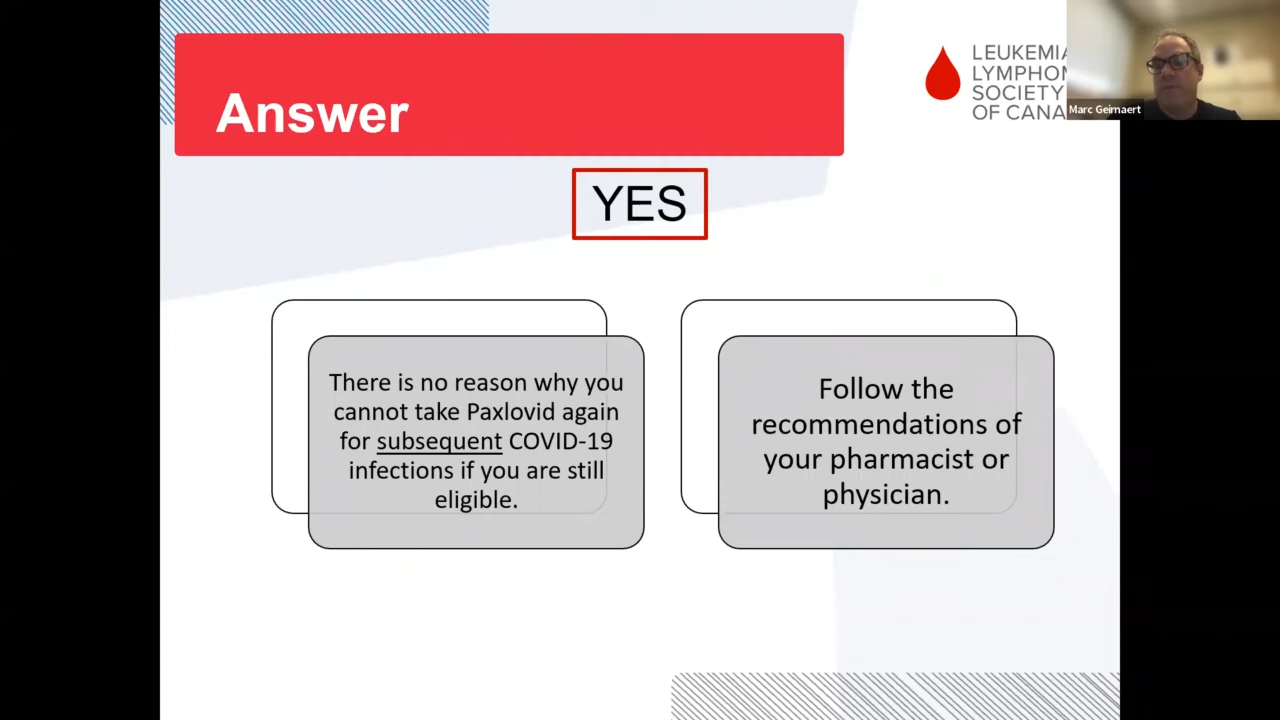 Answer
LEUKEMIA
LYMPHOM
SOCIETY
OF CANA
Marc Geirnaert
YES
There is no reason why you
cannot take Paxlovid again
for subsequent COVID-19
infections if you are still
eligible.
Follow the
recommendations of
your pharmacist or
physician.